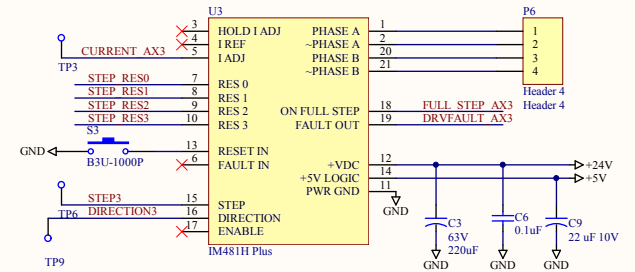 U3
P6
3 HOLD I ADJ PHASE A 1 1
4 I REF ~PHASE A 2 2
CURRENT_AX3 5 I ADJ PHASE B 20 3
TP3 ~PHASE B 21 4
STEP_RES0 7 RES 0
Header 4
STEP_RES1 8 RES 1
Header 4
STEP_RES2 9 RES 2 ON FULL STEP 18 FULL_STEP_AX3
STEP_RES3 10 RES 3 FAULT OUT 19 DRVFAULT_AX3
S3
GND 13 RESET IN
B3U-1000P 6 FAULT IN +VDC 12 +24V
+5V LOGIC 14 +5V
PWR GND 11
STEP3 15 STEP
GND
TP6 DIRECTION3 16 DIRECTION
C3 C6 C9
17 ENABLE
63V 0.1uF 22 uF 10V
220uF
IM481H Plus
TP9
GND GND GND